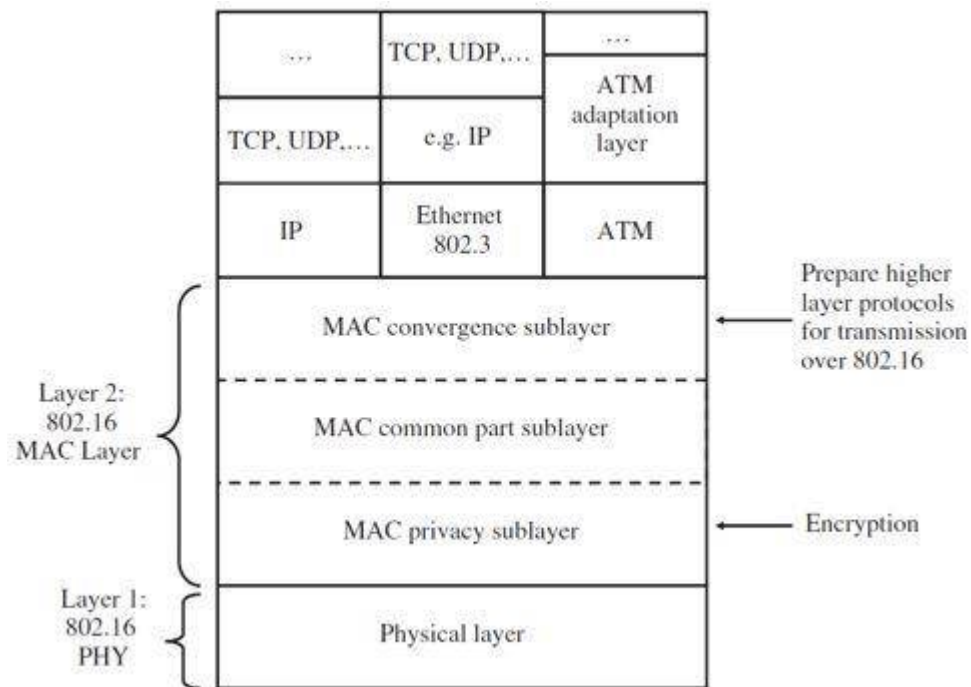 ...
TCP, UDP,...
...
TCP, UDP,...
e.g. IP
ATM
adaptation
layer
IP
Ethernet
802.3
ATM
MAC convergence sublayer
Prepare higher
layer protocols
for transmission
over 802.16
Layer 2:
802.16
MAC Layer
MAC common part sublayer
MAC privacy sublayer
Encryption
Layer 1:
802.16
PHY
Physical layer